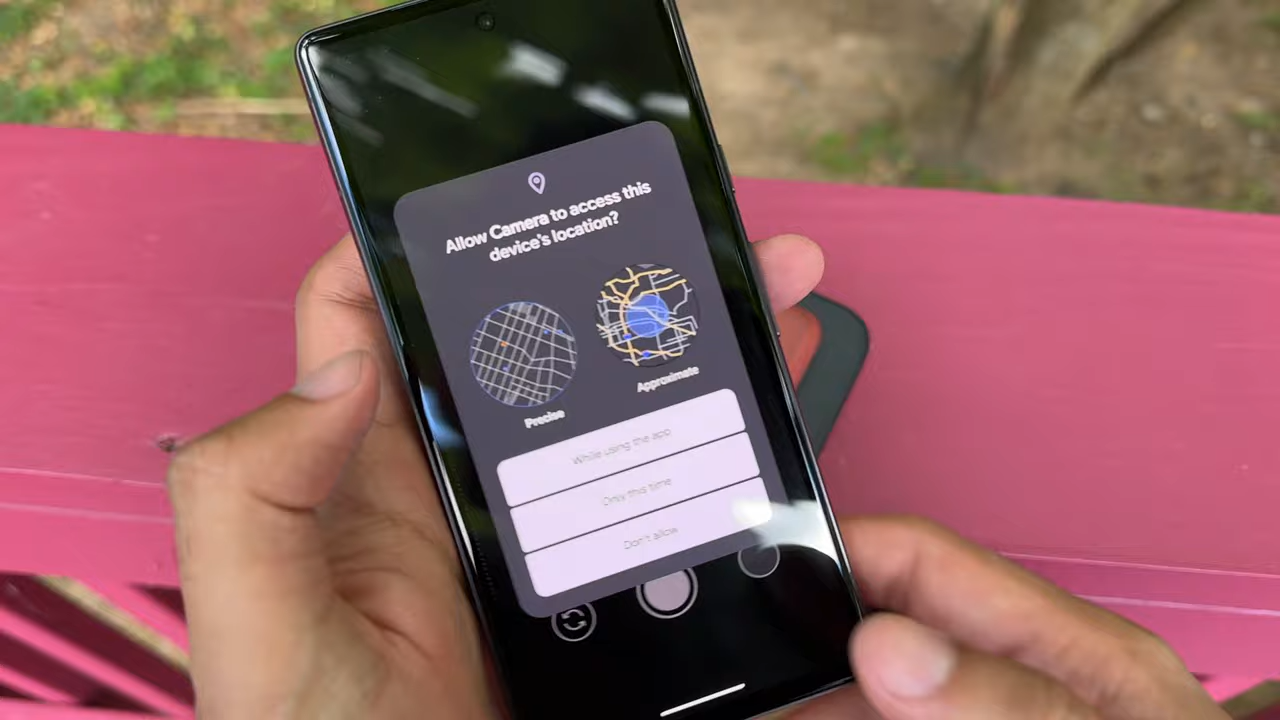 Allow Camera to access this
device's location?
Precise
Approximate
While using the app
Only this time
Don't allow